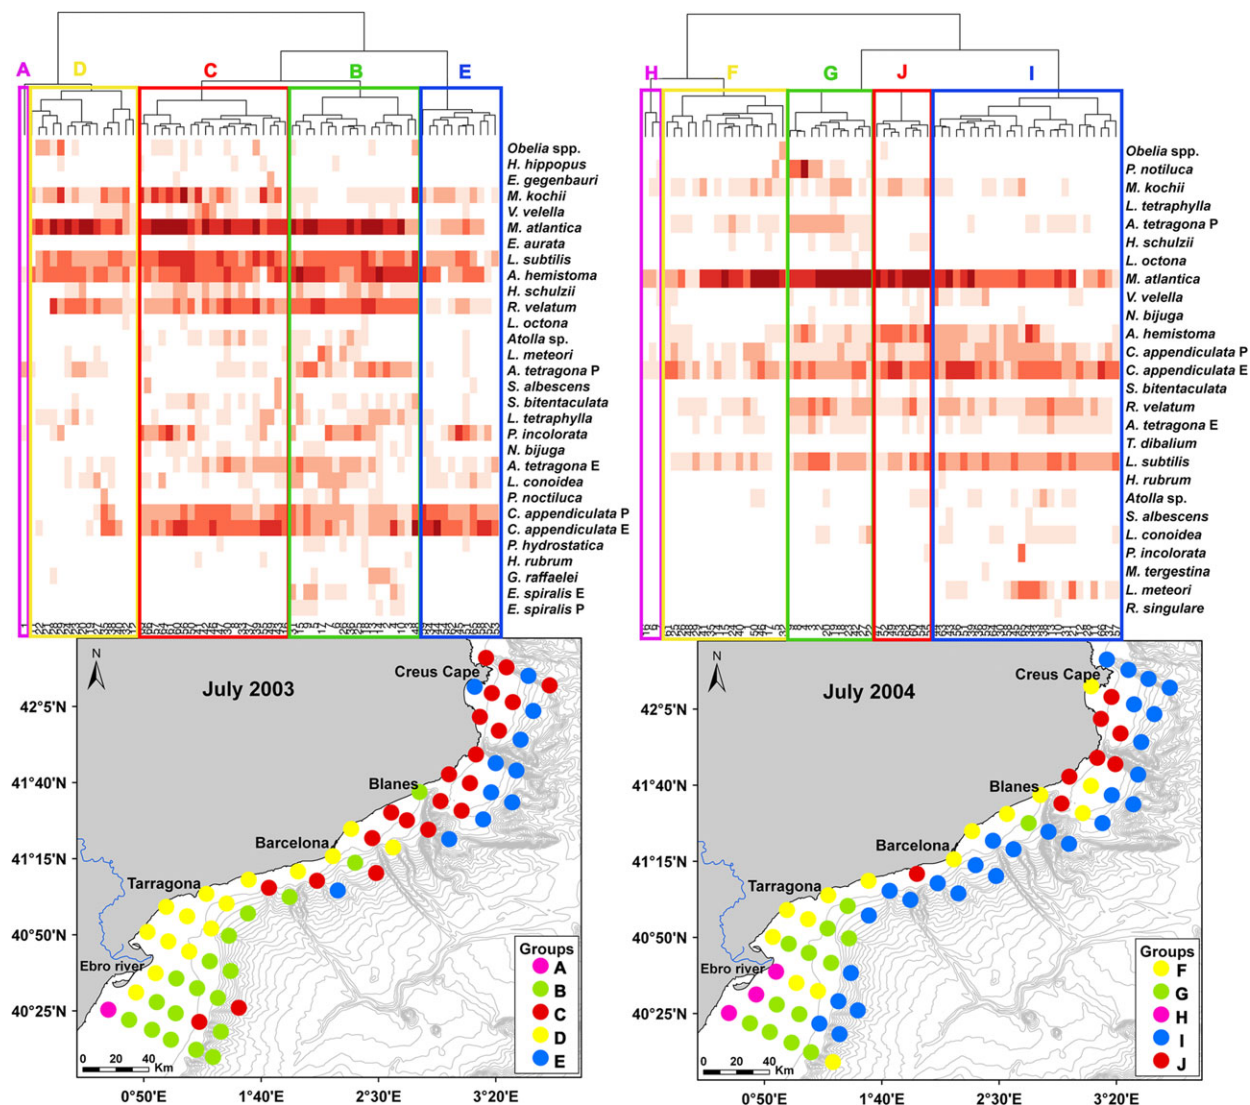 A D C B E
Obelia spp.
H. hippopus
E. gegenbauri
M. kochii
V. velella
M. atlantica
E. aurata
L. subtilis
A. hemistoma
H. schulzii
R. velatum
L. octona
Atolla sp.
L. meteori
A. tetragona P
S. albescens
S. bitentaculata
L. tetraphylla
P. incolorata
N. bijuga
A. tetragona E
L. conoidea
P. noctiluca
C. appendiculata P
C. appendiculata E
P. hydrostatica
H. rubrum
G. raffaelei
E. spiralis E
E. spiralis P
N
Creus Cape
July 2003
42°5'N
41°40'N
Blanes
Barcelona
41°15'N
Tarragona
40°50'N
Ebro river
40°25'N
Groups
A
B
C
D
E
0 20 40 Km
0°50'E 1°40'E 2°30'E 3°20'E
H F G J I
Obelia spp.
P. notiluca
M. kochii
L. tetraphylla
A. tetragona P
H. schulzii
L. octona
M. atlantica
V. velella
N. bijuga
A. hemistoma
C. appendiculata P
C. appendiculata E
S. bitentaculata
R. velatum
A. tetragona E
T. dibalium
L. subtilis
H. rubrum
Atolla sp.
S. albescens
L. conoidea
P. incolorata
M. tergestina
L. meteori
R. singulare
N
Creus Cape
July 2004
42°5'N
41°40'N
Blanes
Barcelona
41°15'N
Tarragona
40°50'N
Ebro river
40°25'N
Groups
F
G
H
I
J
0 20 40 Km
0°50'E 1°40'E 2°30'E 3°20'E